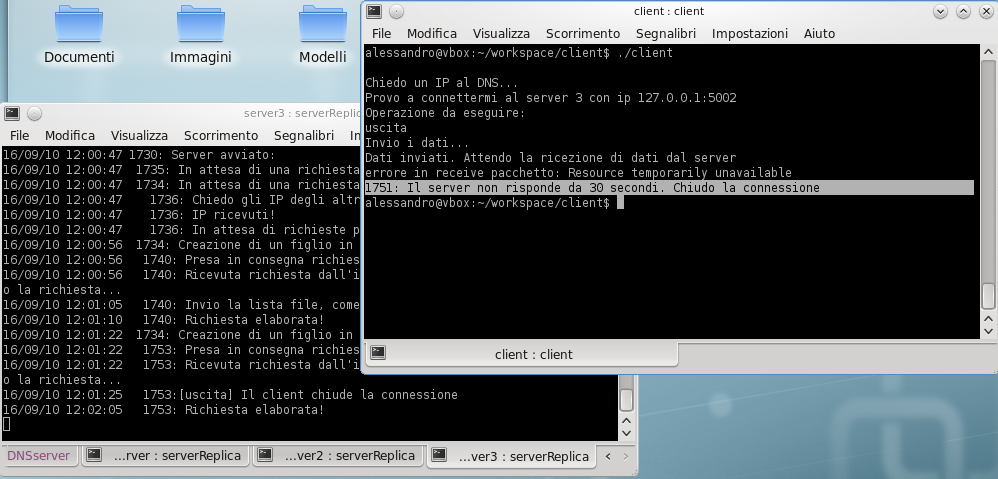 Documenti
Immagini
Modelli
client : client
File Modifica Visualizza Scorrimento Segnalibri Impostazioni Aiuto
alessandro@vbox:~/workspace/client$ ./client
Chiedo un IP al DNS...
Provo a connettermi al server 3 con ip 127.0.0.1:5002
Operazione da eseguire:
uscita
Invio i dati...
Dati inviati. Attendo la ricezione di dati dal server
errore in receive pacchetto: Resource temporarily unavailable
1751: Il server non risponde da 30 secondi. Chiudo la connessione
alessandro@vbox:~/workspace/client$
client : client
server3 : serverReplic
File Modifica Visualizza Scorrimento Segnalibri In
16/09/10 12:00:47 1730: Server avviato:
16/09/10 12:00:47 1735: In attesa di una richiesta
16/09/10 12:00:47 1734: In attesa di una richiesta
16/09/10 12:00:47 1736: Chiedo gli IP degli altr
16/09/10 12:00:47 1736: IP ricevuti!
16/09/10 12:00:47 1736: In attesa di richieste p
16/09/10 12:00:56 1734: Creazione di un figlio in
16/09/10 12:00:56 1740: Presa in consegna richies
16/09/10 12:00:56 1740: Ricevuta richiesta dall'i
o la richiesta...
16/09/10 12:01:05 1740: Invio la lista file, come
16/09/10 12:01:10 1740: Richiesta elaborata!
16/09/10 12:01:22 1734: Creazione di un figlio in
16/09/10 12:01:22 1753: Presa in consegna richies
16/09/10 12:01:22 1753: Ricevuta richiesta dall'i
o la richiesta...
16/09/10 12:01:25 1753:[uscita] Il client chiude la connessione
16/09/10 12:02:05 1753: Richiesta elaborata!
DNSserver ...rver : serverReplica ...ver2 : serverReplica ...ver3 : serverReplica